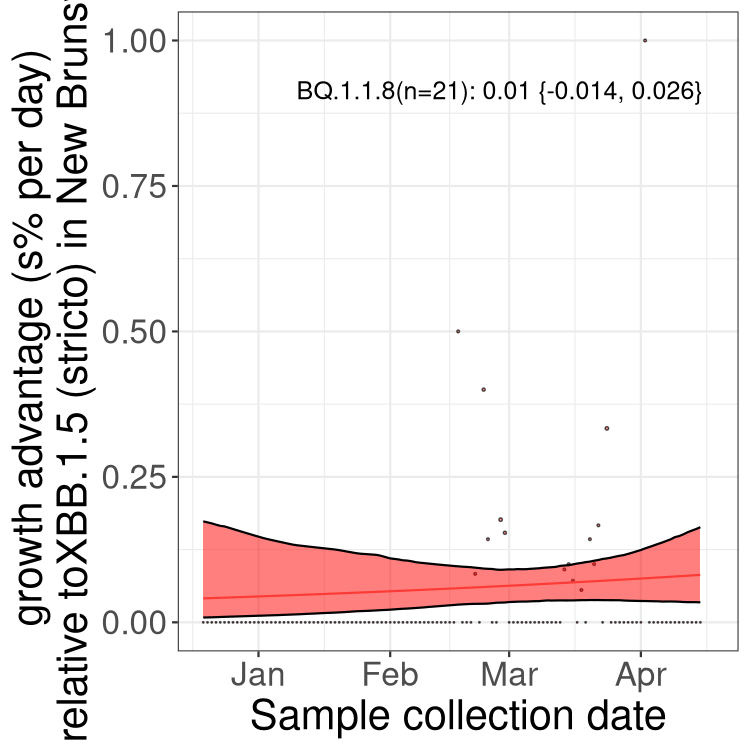 growth advantage (s% per day)
relative toXBB.1.5 (stricto) in New Bruns
1.00
0.75
0.50
0.25
0.00
BQ.1.1.8(n=21): 0.01 {-0.014, 0.026}
Jan Feb Mar Apr
Sample collection date